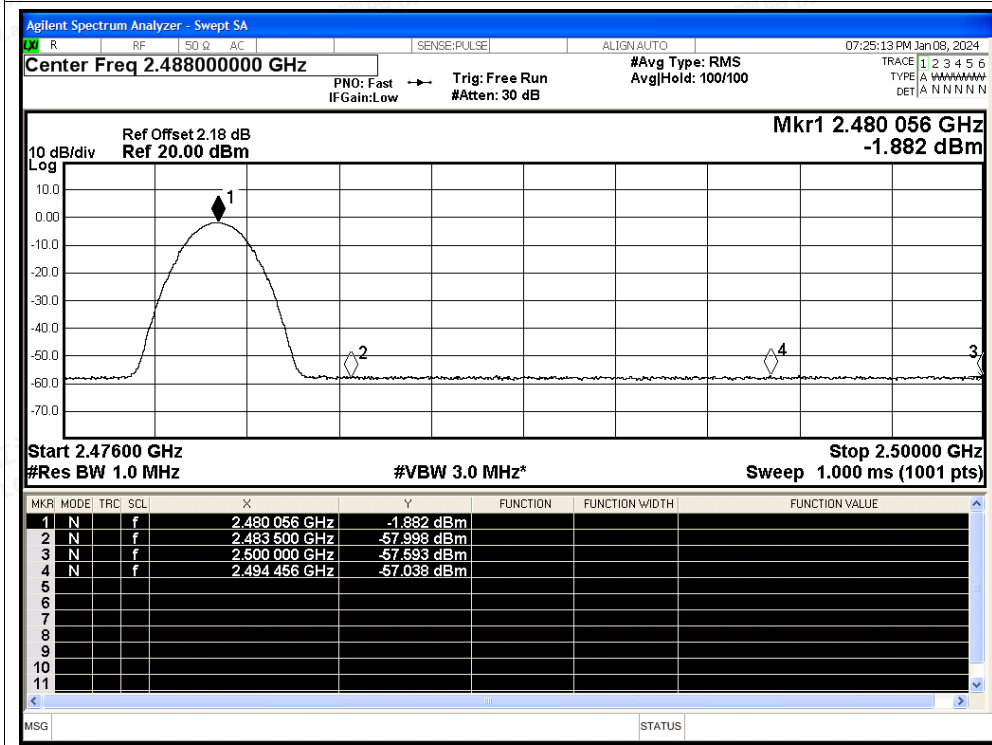 Agilent Spectrum Analyzer - Swept SA
LXI R RF 50 Ω AC SENSE:PULSE ALIGN AUTO 07:25:13 PM Jan 08, 2024
Center Freq 2.488000000 GHz
PNO: Fast
IFGain:Low
Trig: Free Run
#Atten: 30 dB
#Avg Type: RMS
Avg|Hold: 100/100
TRACE 1 2 3 4 5 6
TYPE A
DET A N N N N N
Ref Offset 2.18 dB
10 dB/div Ref 20.00 dBm
Log
Mkr1 2.480 056 GHz
-1.882 dBm
10.0
0.00
-10.0
-20.0
-30.0
-40.0
-50.0
-60.0
-70.0
1
2
4
3
Start 2.47600 GHz Stop 2.50000 GHz
#Res BW 1.0 MHz #VBW 3.0 MHz* Sweep 1.000 ms (1001 pts)
MKR MODE TRC SCL X Y FUNCTION FUNCTION WIDTH FUNCTION VALUE
1 N f 2.480 056 GHz -1.882 dBm
2 N f 2.483 500 GHz -57.998 dBm
3 N f 2.500 000 GHz -57.593 dBm
4 N f 2.494 456 GHz -57.038 dBm
5
6
7
8
9
10
11
MSG STATUS